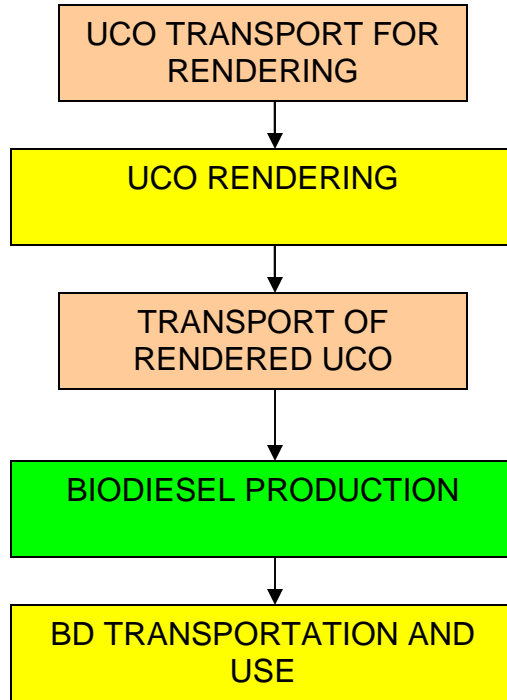 UCO TRANSPORT FOR
RENDERING
UCO RENDERING
TRANSPORT OF
RENDERED UCO
BIODIESEL PRODUCTION
BD TRANSPORTATION AND
USE